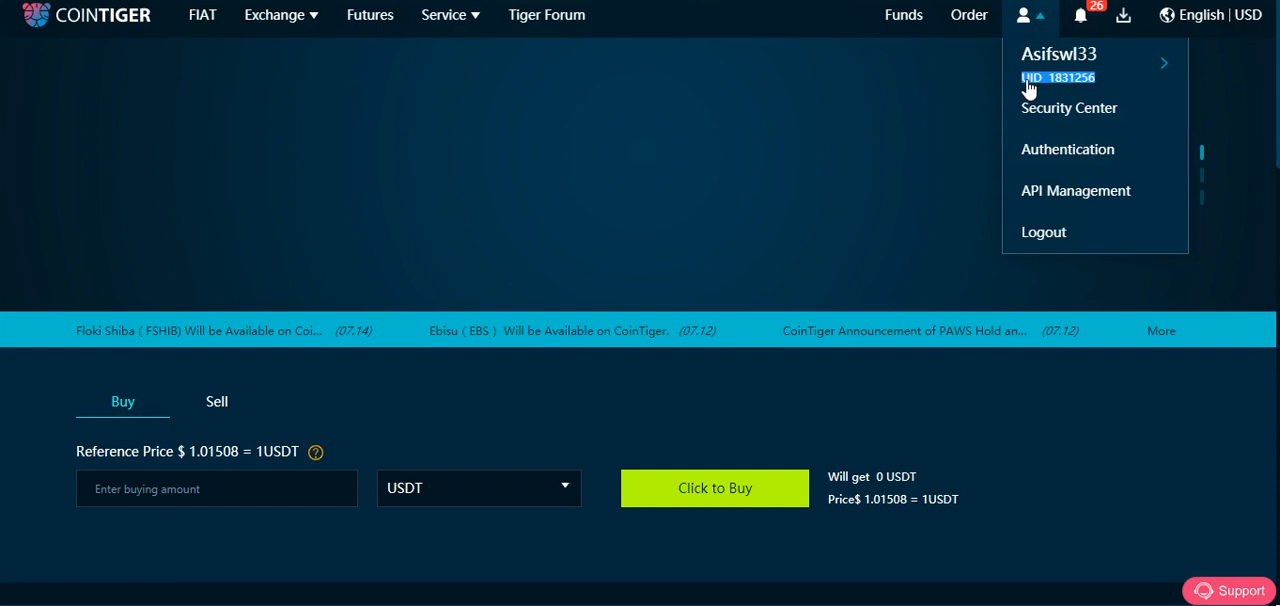 COINTIGER FIAT Exchange ▼ Futures Service ▼ Tiger Forum Funds Order 26 English | USD
Asifswl33
UID 1831256
Security Center
Authentication
API Management
Logout
Floki Shiba ( FSHIB) Will be Available on Coi... (07.14) Ebisu ( EBS ) Will be Available on CoinTiger. (07.12) CoinTiger Announcement of PAWS Hold an... (07.12) More
Buy Sell
Reference Price $ 1.01508 = 1USDT ?
Enter buying amount USDT Click to Buy Will get 0 USDT
Price$ 1.01508 = 1USDT
Support